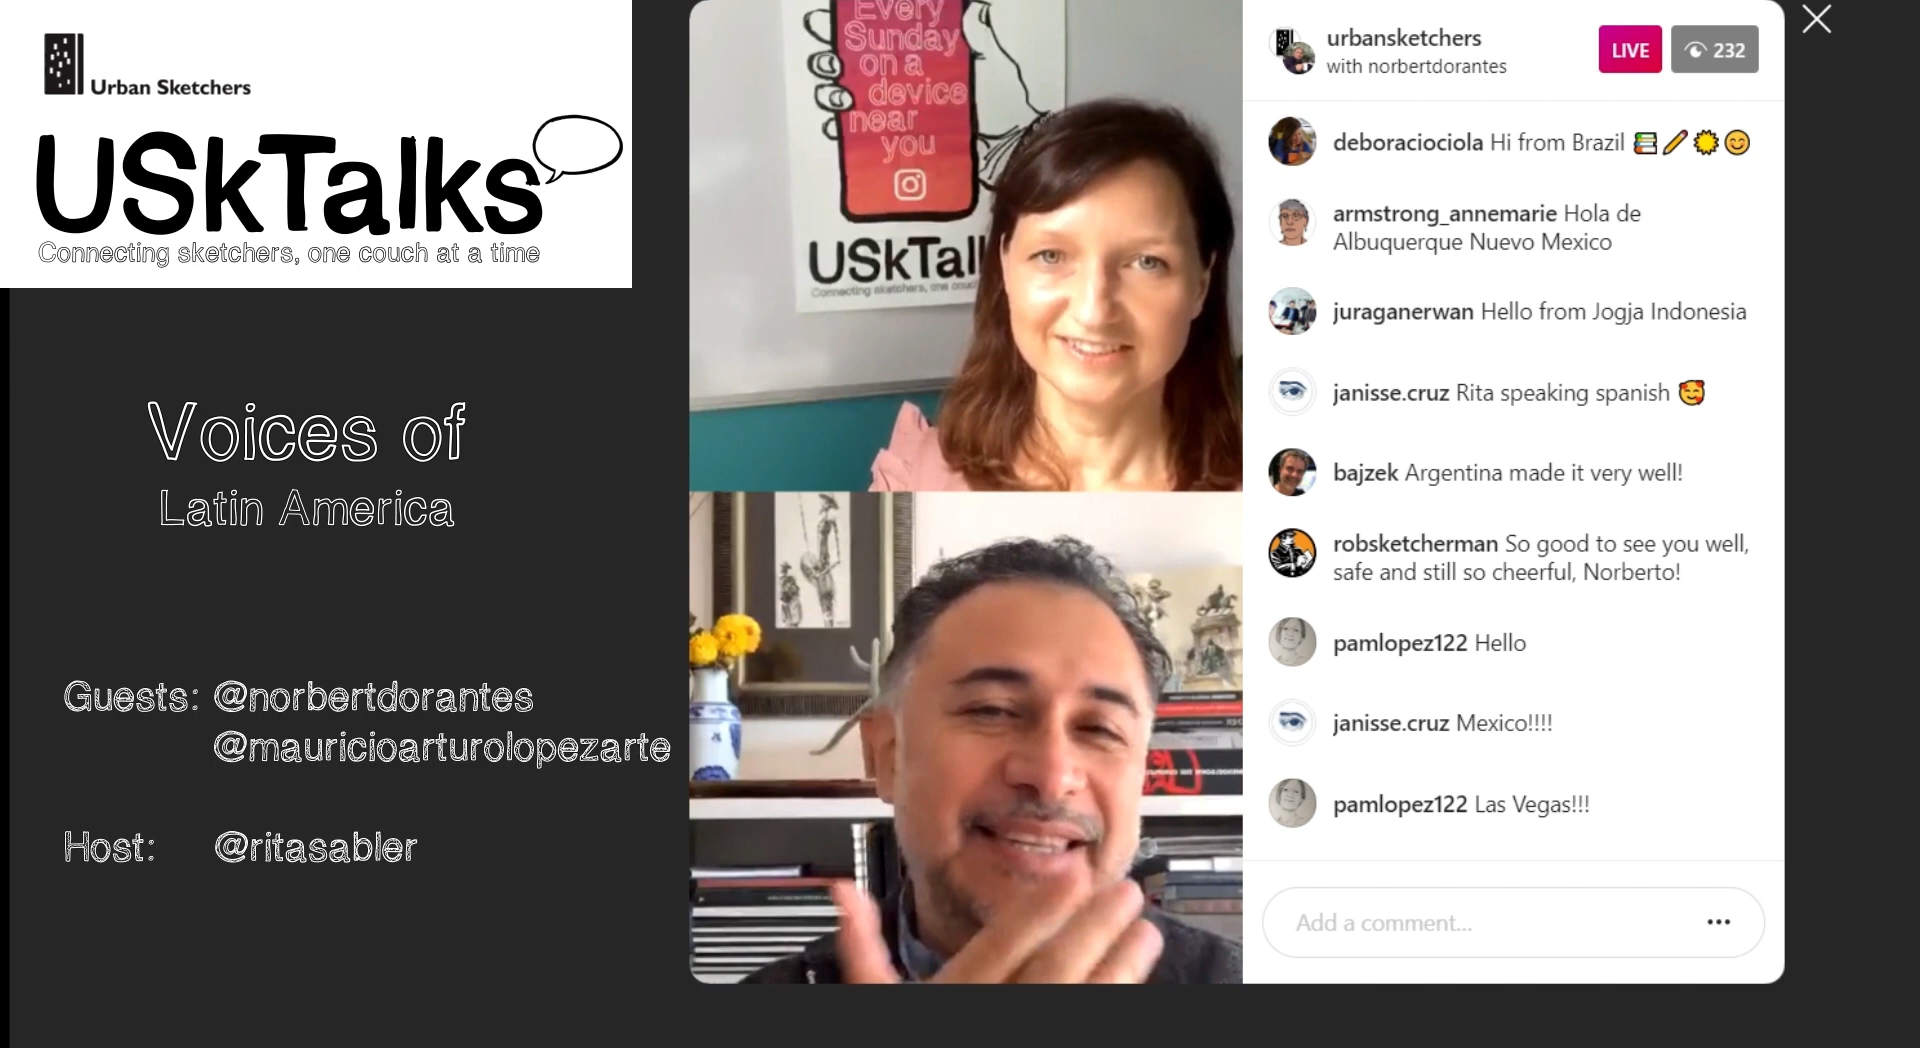 Urban Sketchers
USkTalks
Connecting sketchers, one couch at a time
Voices of
Latin America
Guests: @norbertdorantes
@mauricioarturolopezarte
Host: @ritasabler
Every
Sunday
on a
device
near
you
USkTal
Connecting sketchers, one couc
urbansketchers
with norbertdorantes
LIVE
232
deboraciociola Hi from Brazil 📚✏️☀️😊
armstrong_annemarie Hola de
Albuquerque Nuevo Mexico
juraganerwan Hello from Jogja Indonesia
janisse.cruz Rita speaking spanish 🥰
bajzek Argentina made it very well!
robsketcherman So good to see you well,
safe and still so cheerful, Norberto!
pamlopez122 Hello
janisse.cruz Mexico!!!!
pamlopez122 Las Vegas!!!
Add a comment...